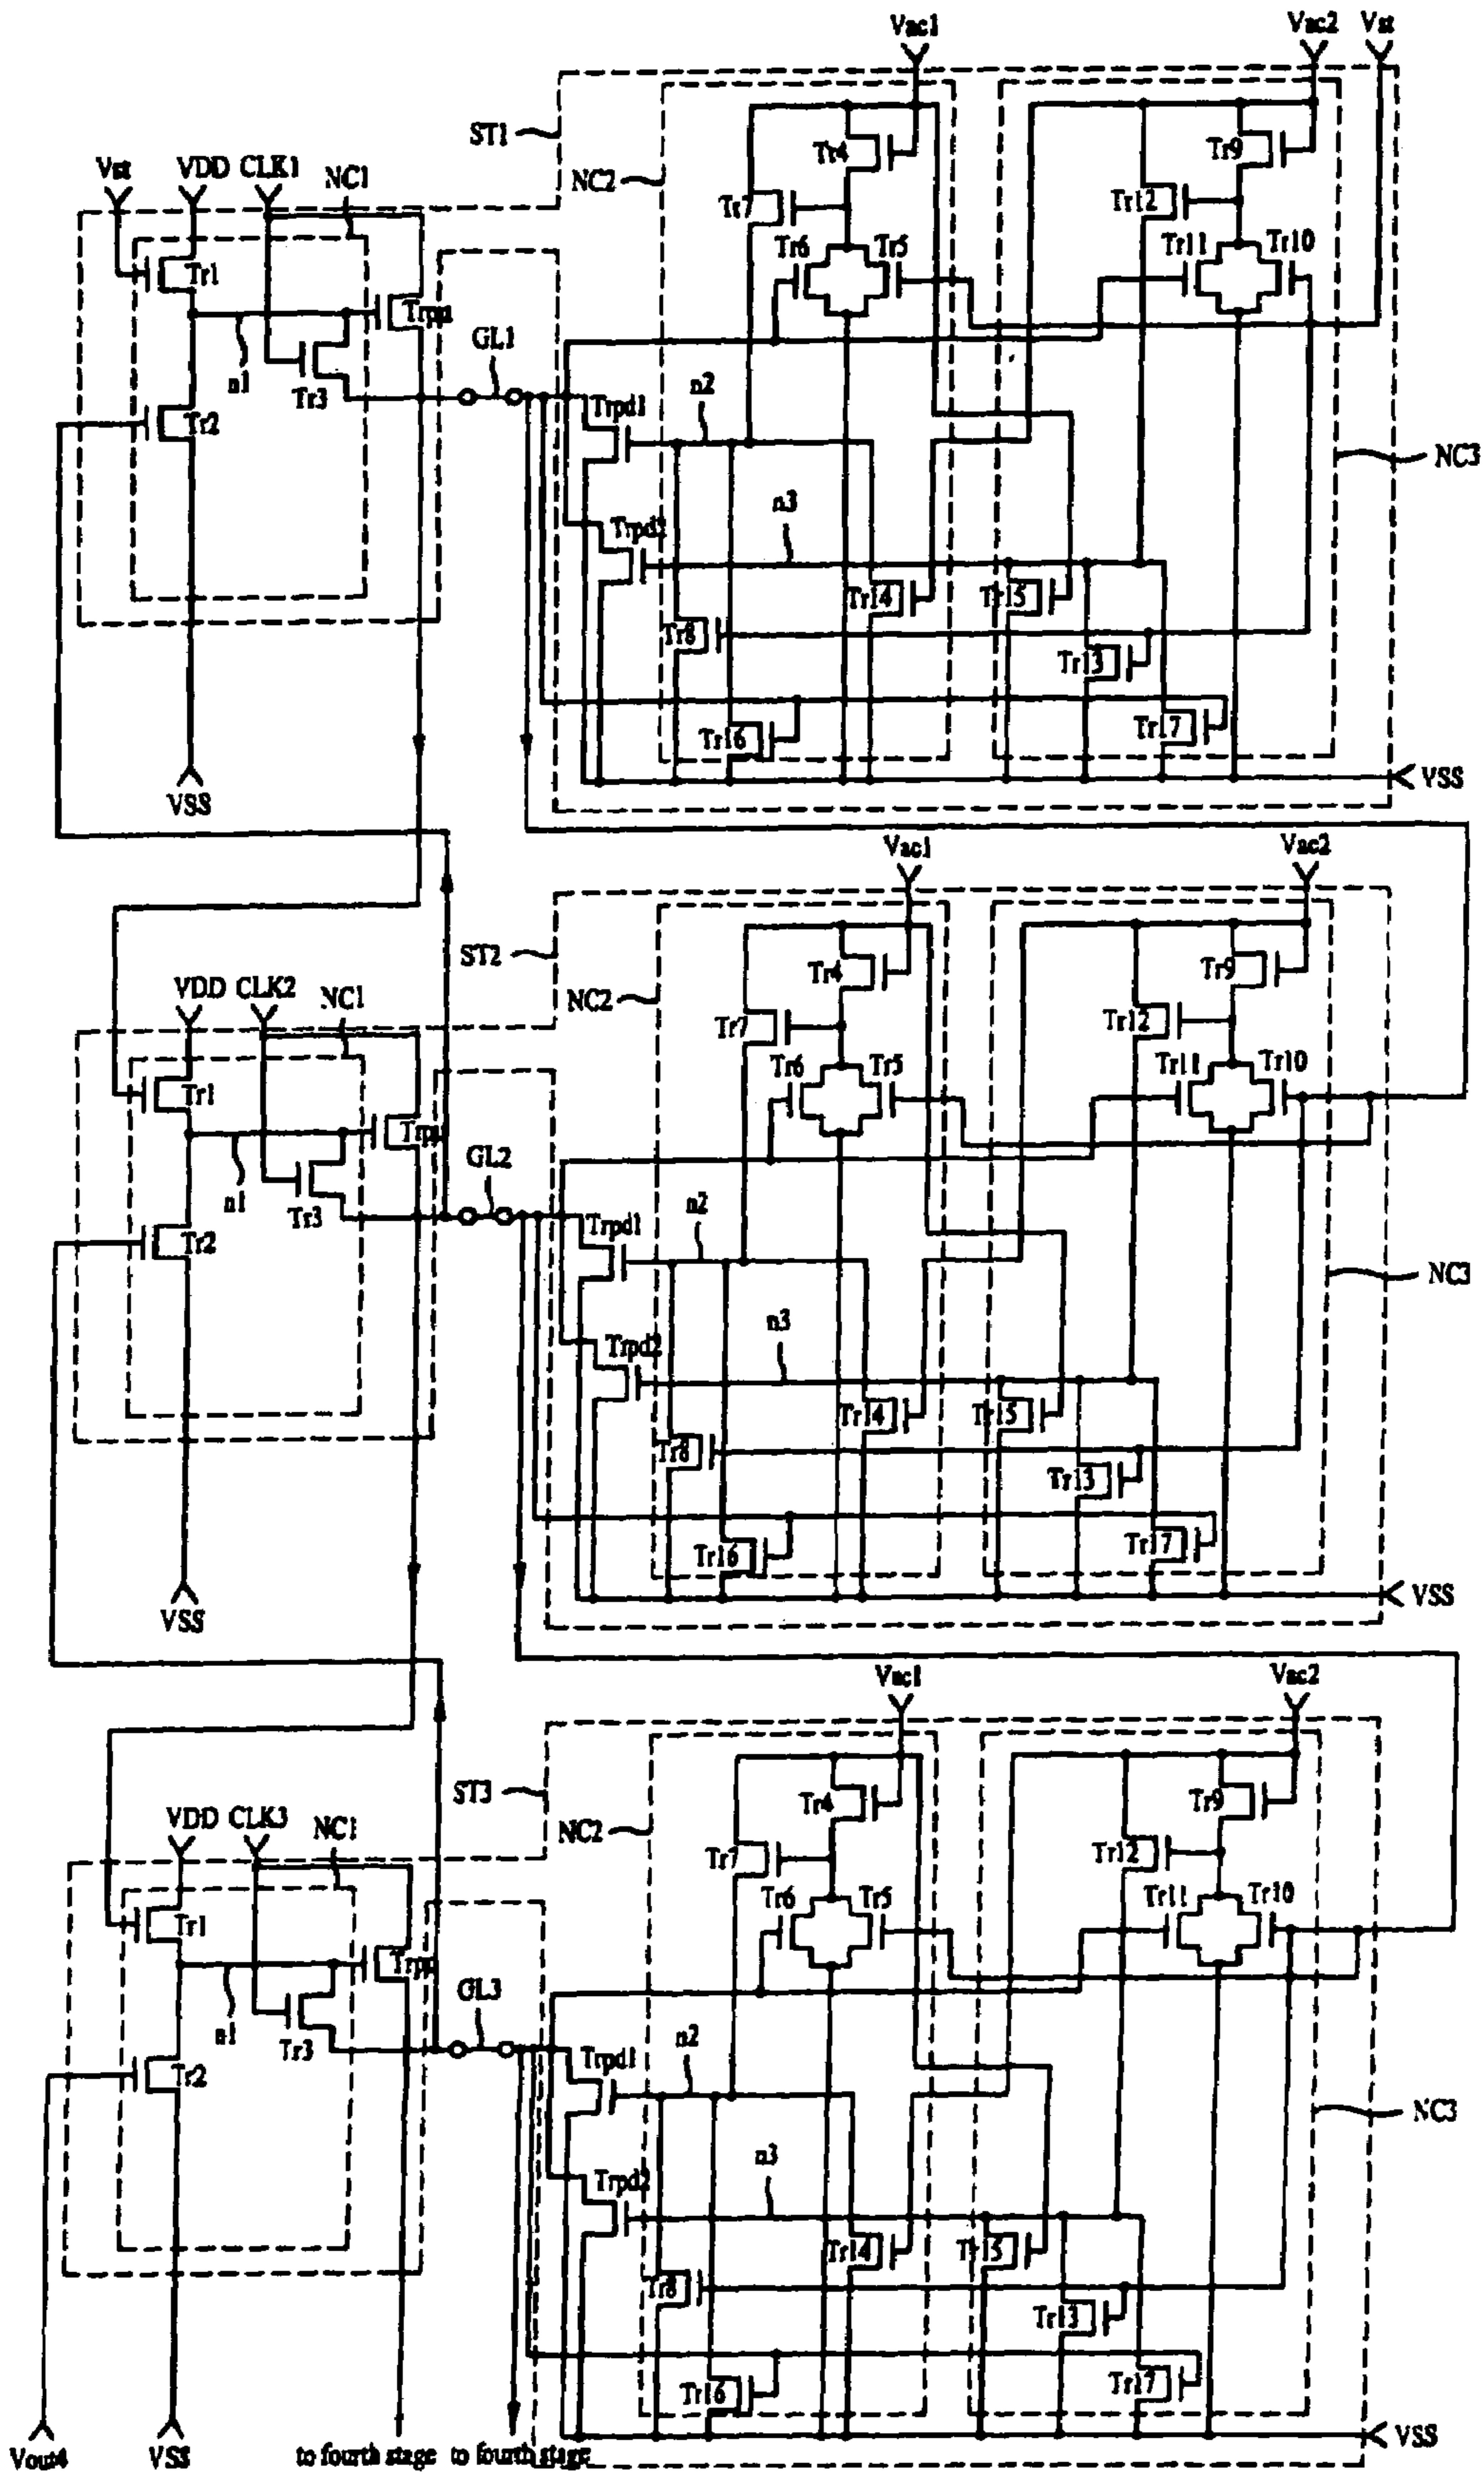 Vac1
Vac2 Vst
ST1
Tr4
Tr9
Vst VDD CLK1 NC1
NC2
Tr7
Tr12
Tr6 Tr5
Tr11 Tr10
Tr1
Trpu
GL1
n1
Tr3
n2
Trpd1
Tr2
NC3
n3
Trpd2
Tr14
Tr15
Tr8
Tr13
Tr16
Tr17
VSS
VSS
Vac1
Vac2
ST2
Tr4
Tr9
VDD CLK2 NC1
NC2
Tr7
Tr12
Tr6 Tr5
Tr11 Tr10
Tr1
Trpu
GL2
n1
Tr3
n2
Trpd1
Tr2
NC3
n3
Trpd2
Tr14
Tr15
Tr8
Tr13
Tr16
Tr17
VSS
VSS
Vac1
Vac2
ST3
Tr4
Tr9
VDD CLK3 NC1
NC2
Tr7
Tr12
Tr6 Tr5
Tr11 Tr10
Tr1
Trpu
GL3
n1
Tr3
n2
Trpd1
Tr2
NC3
n3
Trpd2
Tr14
Tr15
Tr8
Tr13
Tr16
Tr17
VSS
Vout4
VSS
to fourth stage to fourth stage